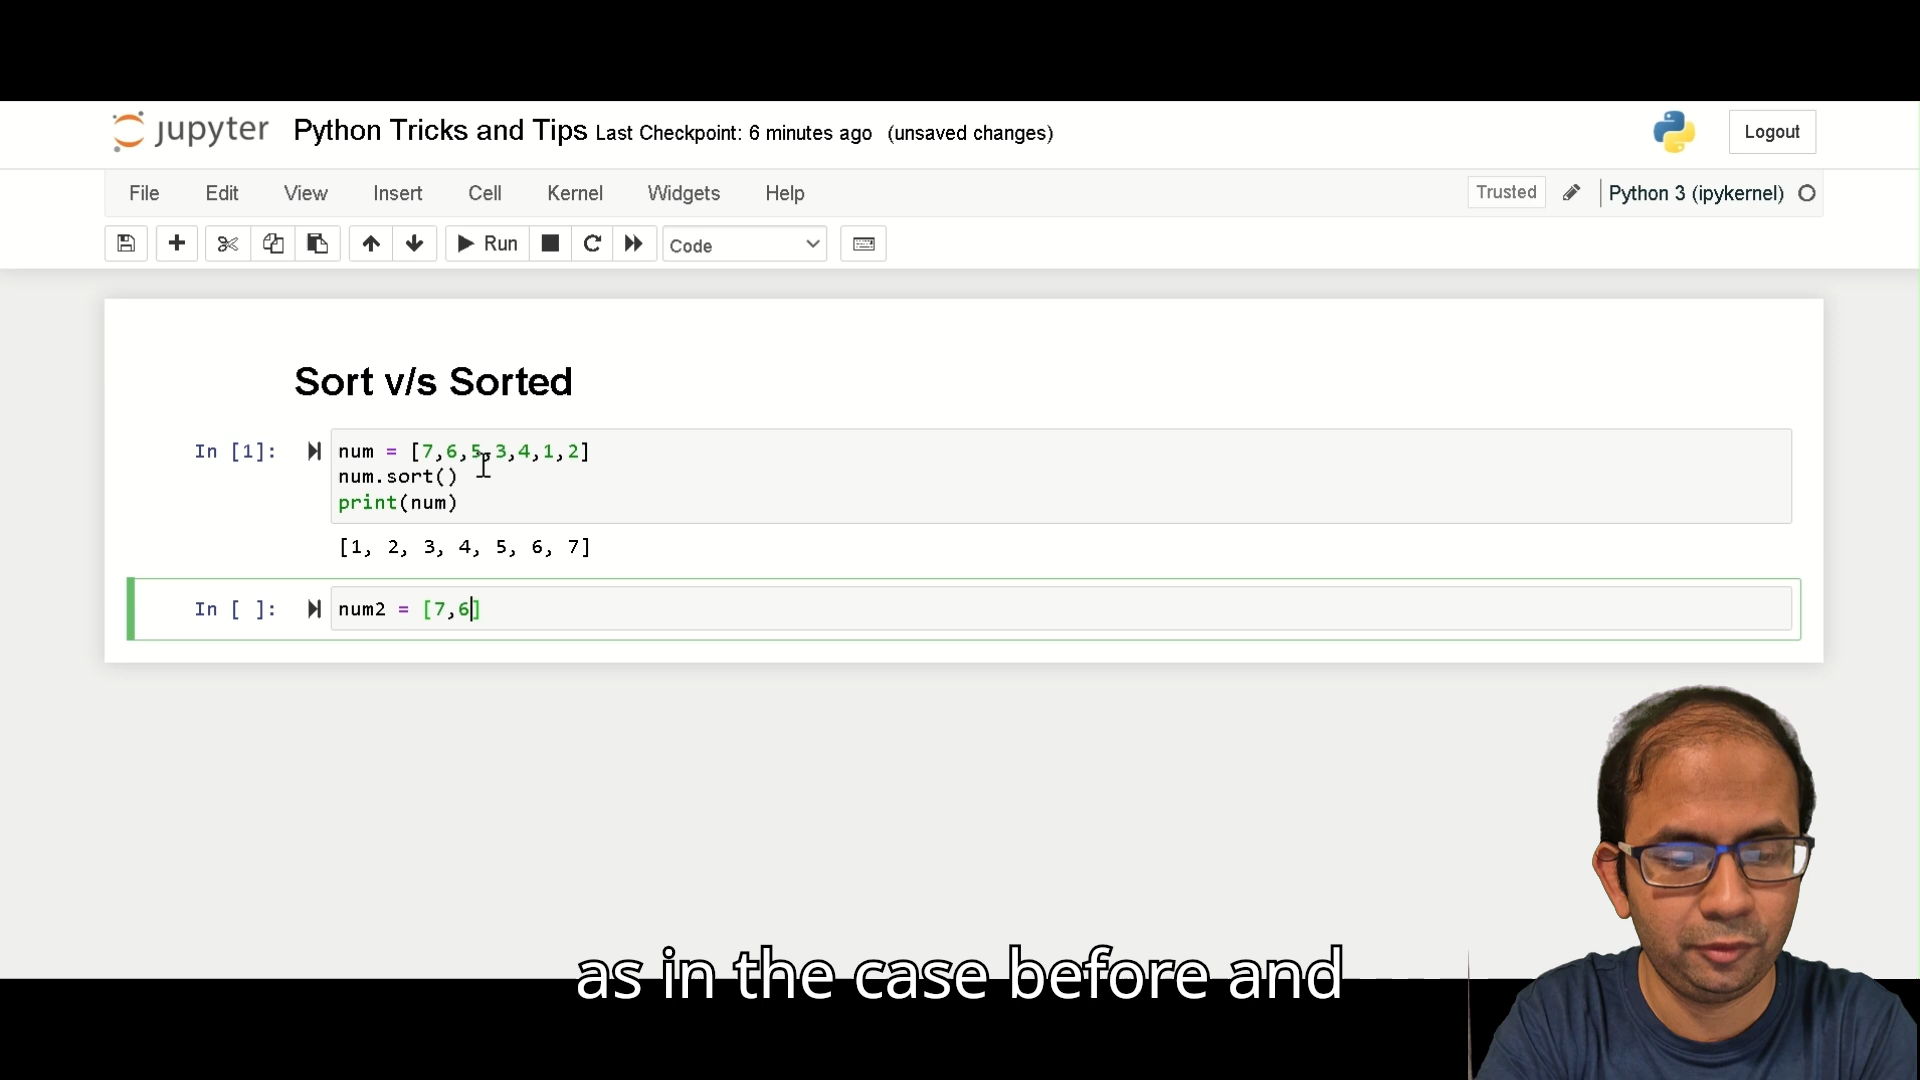 jupyter Python Tricks and Tips Last Checkpoint: 6 minutes ago (unsaved changes) Logout
File Edit View Insert Cell Kernel Widgets Help Trusted Python 3 (ipykernel)
Run Code
Sort v/s Sorted
In [1]: num = [7,6,5,3,4,1,2]
num.sort()
print(num)
[1, 2, 3, 4, 5, 6, 7]
In [ ]: num2 = [7,6]
as in the case before and